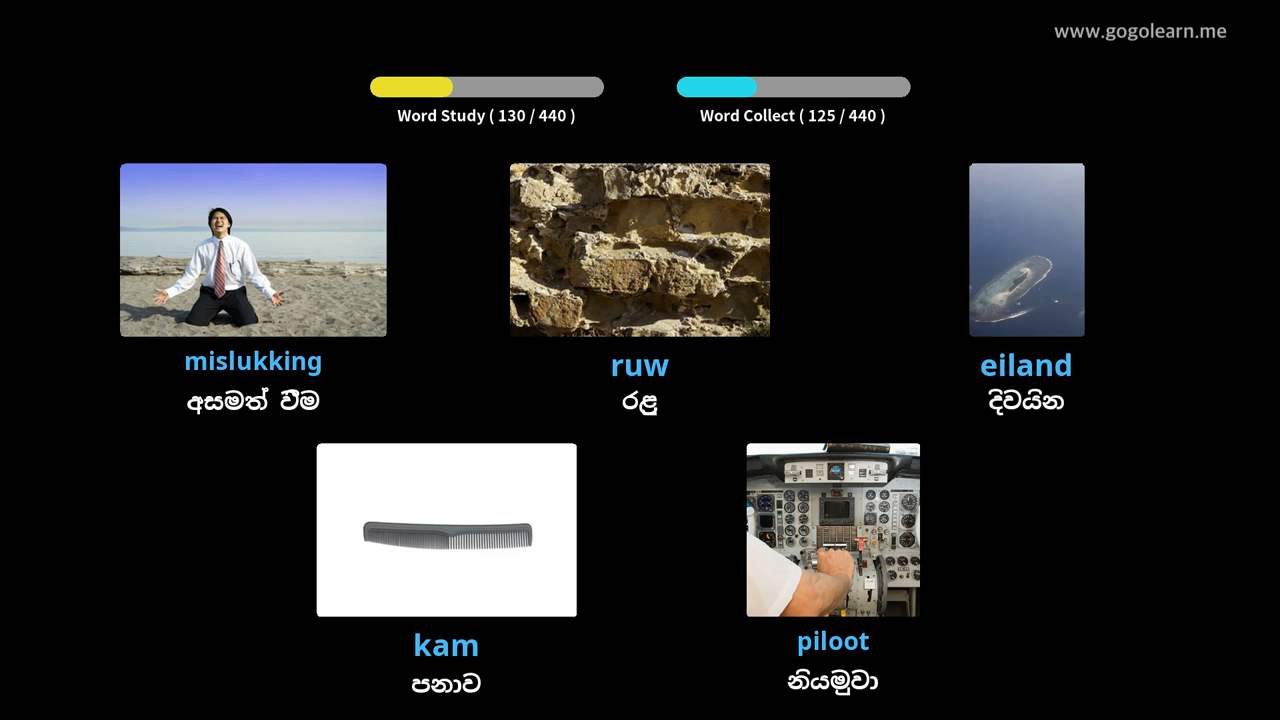 www.gogolearn.me
Word Study ( 130 / 440 )
Word Collect ( 125 / 440 )
mislukking
අසමත් වීම
ruw
රළු
eiland
දිවයින
kam
පනාව
piloot
නියමුවා